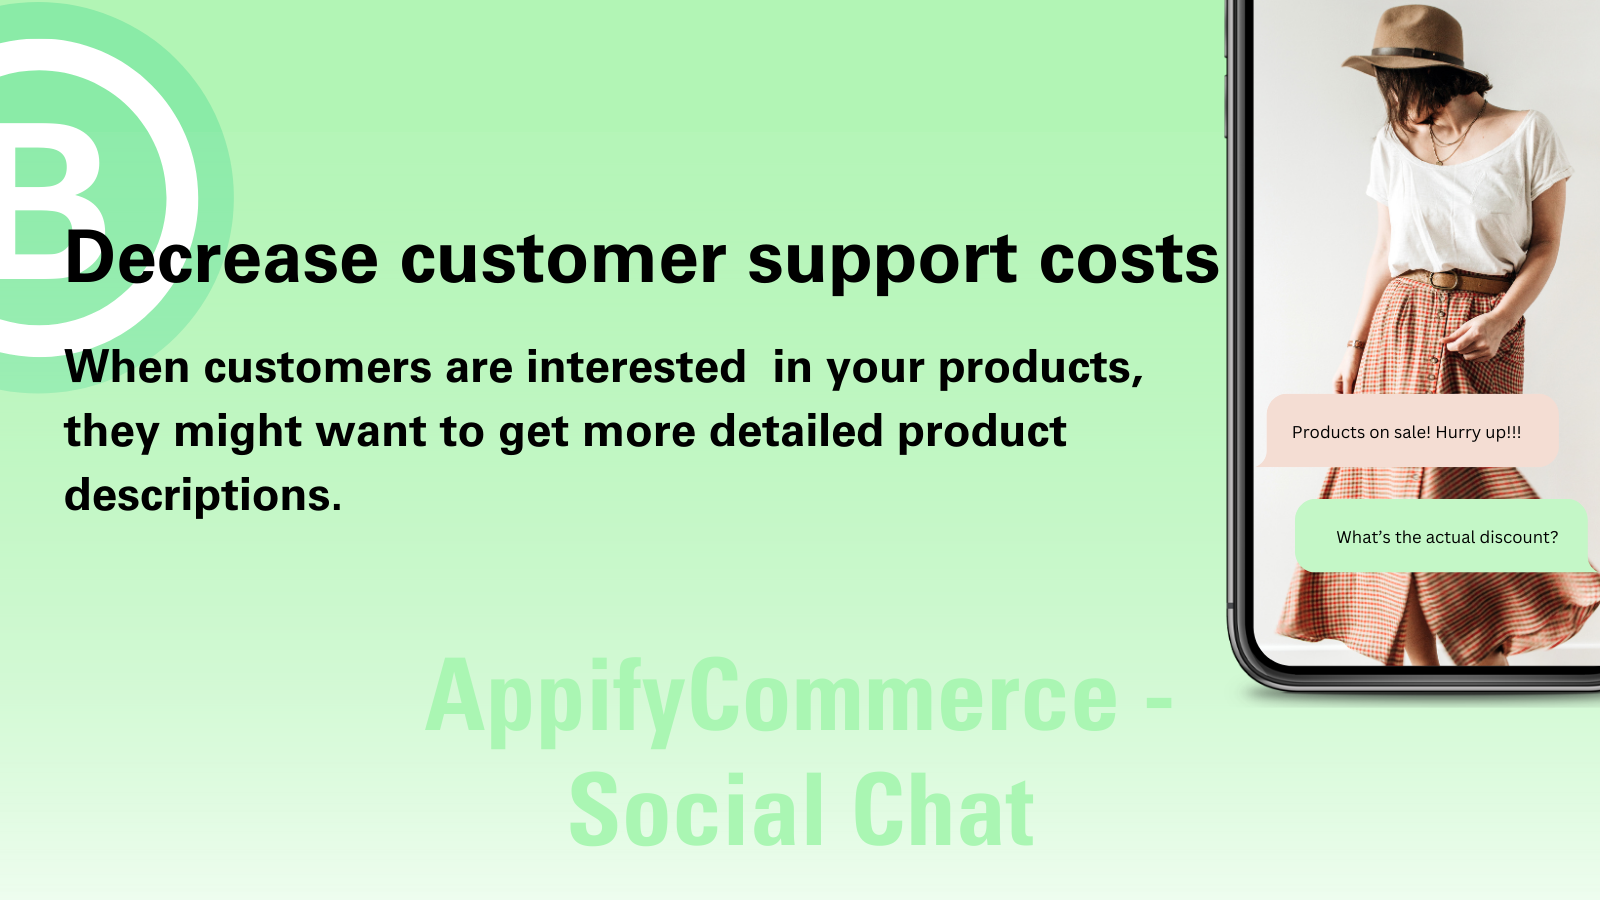 B
Decrease customer support costs
When customers are interested  in your products,
they might want to get more detailed product
descriptions.
Products on sale! Hurry up!!!
What’s the actual discount?
AppifyCommerce -
Social Chat